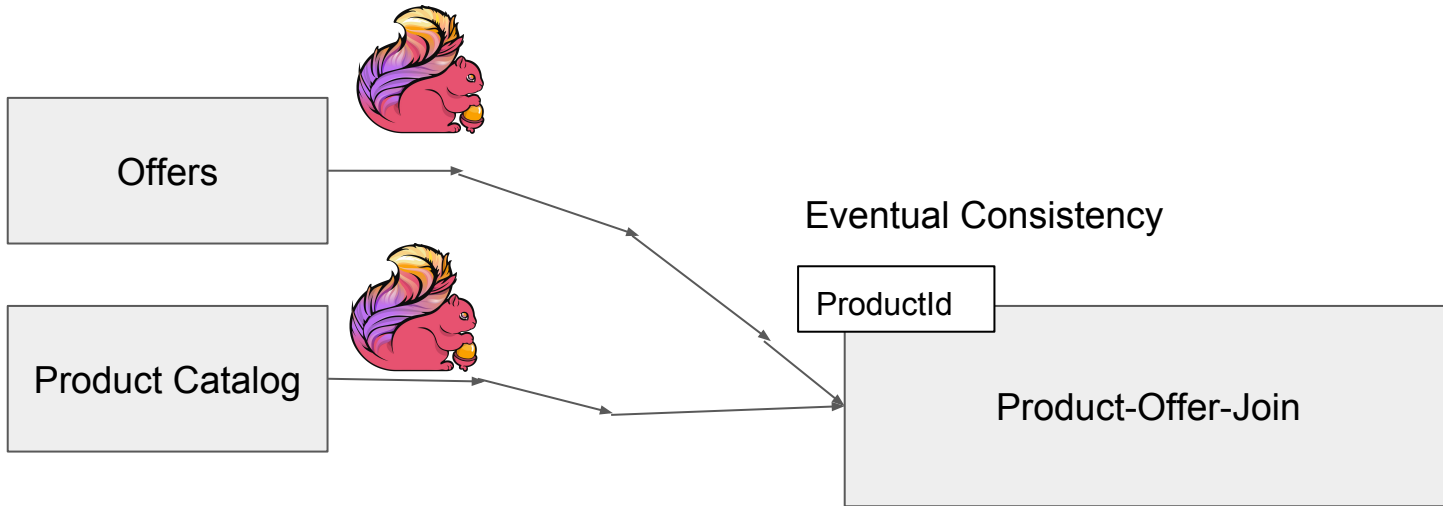 Offers
Eventual Consistency
ProductId
Product Catalog
Product-Offer-Join